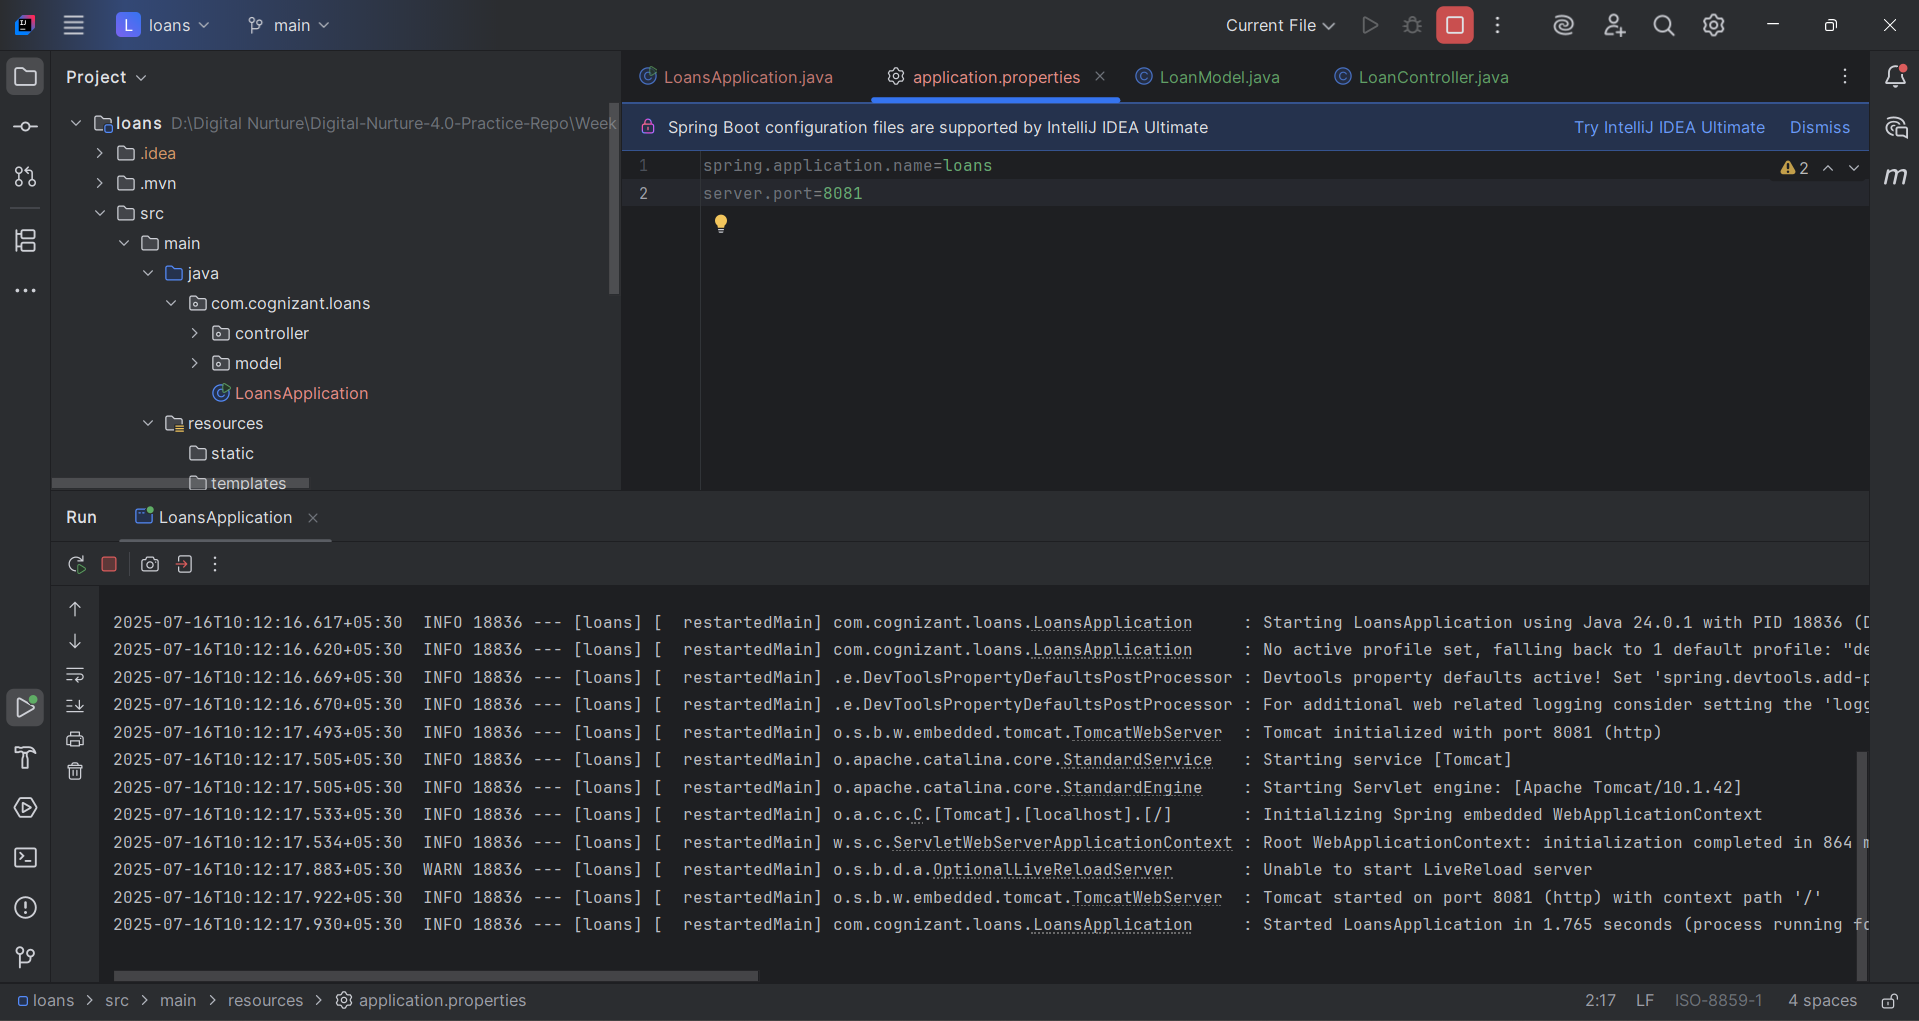 L loans
main
Current File
Project
LoansApplication.java
application.properties
LoanModel.java
LoanController.java
Spring Boot configuration files are supported by IntelliJ IDEA Ultimate
Try IntelliJ IDEA Ultimate
Dismiss
loans D:\Digital Nurture\Digital-Nurture-4.0-Practice-Repo\Week
.idea
.mvn
src
main
java
com.cognizant.loans
controller
model
LoansApplication
resources
static
templates
1 spring.application.name=loans
2 server.port=8081
2
m
Run
LoansApplication
2025-07-16T10:12:16.617+05:30  INFO 18836 --- [loans] [  restartedMain] com.cognizant.loans.LoansApplication     : Starting LoansApplication using Java 24.0.1 with PID 18836 (D
2025-07-16T10:12:16.620+05:30  INFO 18836 --- [loans] [  restartedMain] com.cognizant.loans.LoansApplication     : No active profile set, falling back to 1 default profile: "de
2025-07-16T10:12:16.669+05:30  INFO 18836 --- [loans] [  restartedMain] .e.DevToolsPropertyDefaultsPostProcessor : Devtools property defaults active! Set 'spring.devtools.add-p
2025-07-16T10:12:16.670+05:30  INFO 18836 --- [loans] [  restartedMain] .e.DevToolsPropertyDefaultsPostProcessor : For additional web related logging consider setting the 'logg
2025-07-16T10:12:17.493+05:30  INFO 18836 --- [loans] [  restartedMain] o.s.b.w.embedded.tomcat.TomcatWebServer  : Tomcat initialized with port 8081 (http)
2025-07-16T10:12:17.505+05:30  INFO 18836 --- [loans] [  restartedMain] o.apache.catalina.core.StandardService   : Starting service [Tomcat]
2025-07-16T10:12:17.505+05:30  INFO 18836 --- [loans] [  restartedMain] o.apache.catalina.core.StandardEngine    : Starting Servlet engine: [Apache Tomcat/10.1.42]
2025-07-16T10:12:17.533+05:30  INFO 18836 --- [loans] [  restartedMain] o.a.c.c.C.[Tomcat].[localhost].[/]       : Initializing Spring embedded WebApplicationContext
2025-07-16T10:12:17.534+05:30  INFO 18836 --- [loans] [  restartedMain] w.s.c.ServletWebServerApplicationContext : Root WebApplicationContext: initialization completed in 864 m
2025-07-16T10:12:17.883+05:30  WARN 18836 --- [loans] [  restartedMain] o.s.b.d.a.OptionalLiveReloadServer       : Unable to start LiveReload server
2025-07-16T10:12:17.922+05:30  INFO 18836 --- [loans] [  restartedMain] o.s.b.w.embedded.tomcat.TomcatWebServer  : Tomcat started on port 8081 (http) with context path '/'
2025-07-16T10:12:17.930+05:30  INFO 18836 --- [loans] [  restartedMain] com.cognizant.loans.LoansApplication     : Started LoansApplication in 1.765 seconds (process running fo
loans > src > main > resources > application.properties
2:17 LF ISO-8859-1 4 spaces